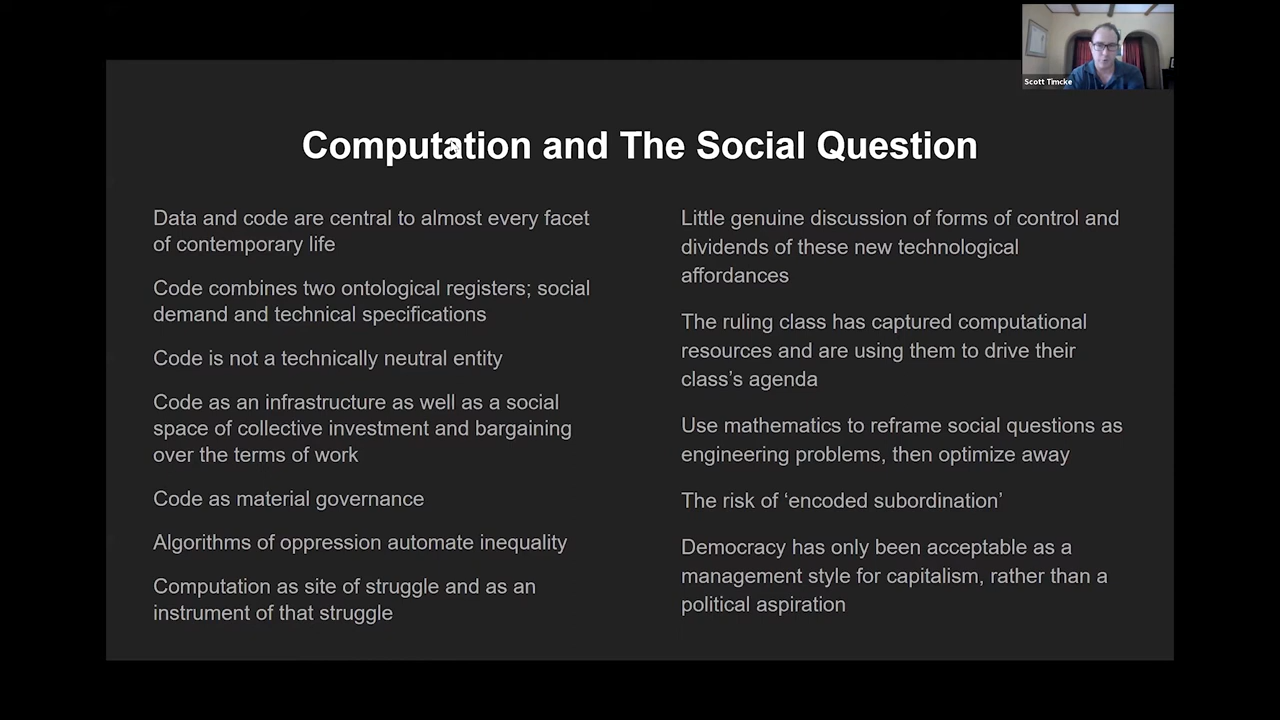 Scott Timcke
Computation and The Social Question
Data and code are central to almost every facet
of contemporary life
Code combines two ontological registers; social
demand and technical specifications
Code is not a technically neutral entity
Code as an infrastructure as well as a social
space of collective investment and bargaining
over the terms of work
Code as material governance
Algorithms of oppression automate inequality
Computation as site of struggle and as an
instrument of that struggle
Little genuine discussion of forms of control and
dividends of these new technological
affordances
The ruling class has captured computational
resources and are using them to drive their
class’s agenda
Use mathematics to reframe social questions as
engineering problems, then optimize away
The risk of ‘encoded subordination’
Democracy has only been acceptable as a
management style for capitalism, rather than a
political aspiration